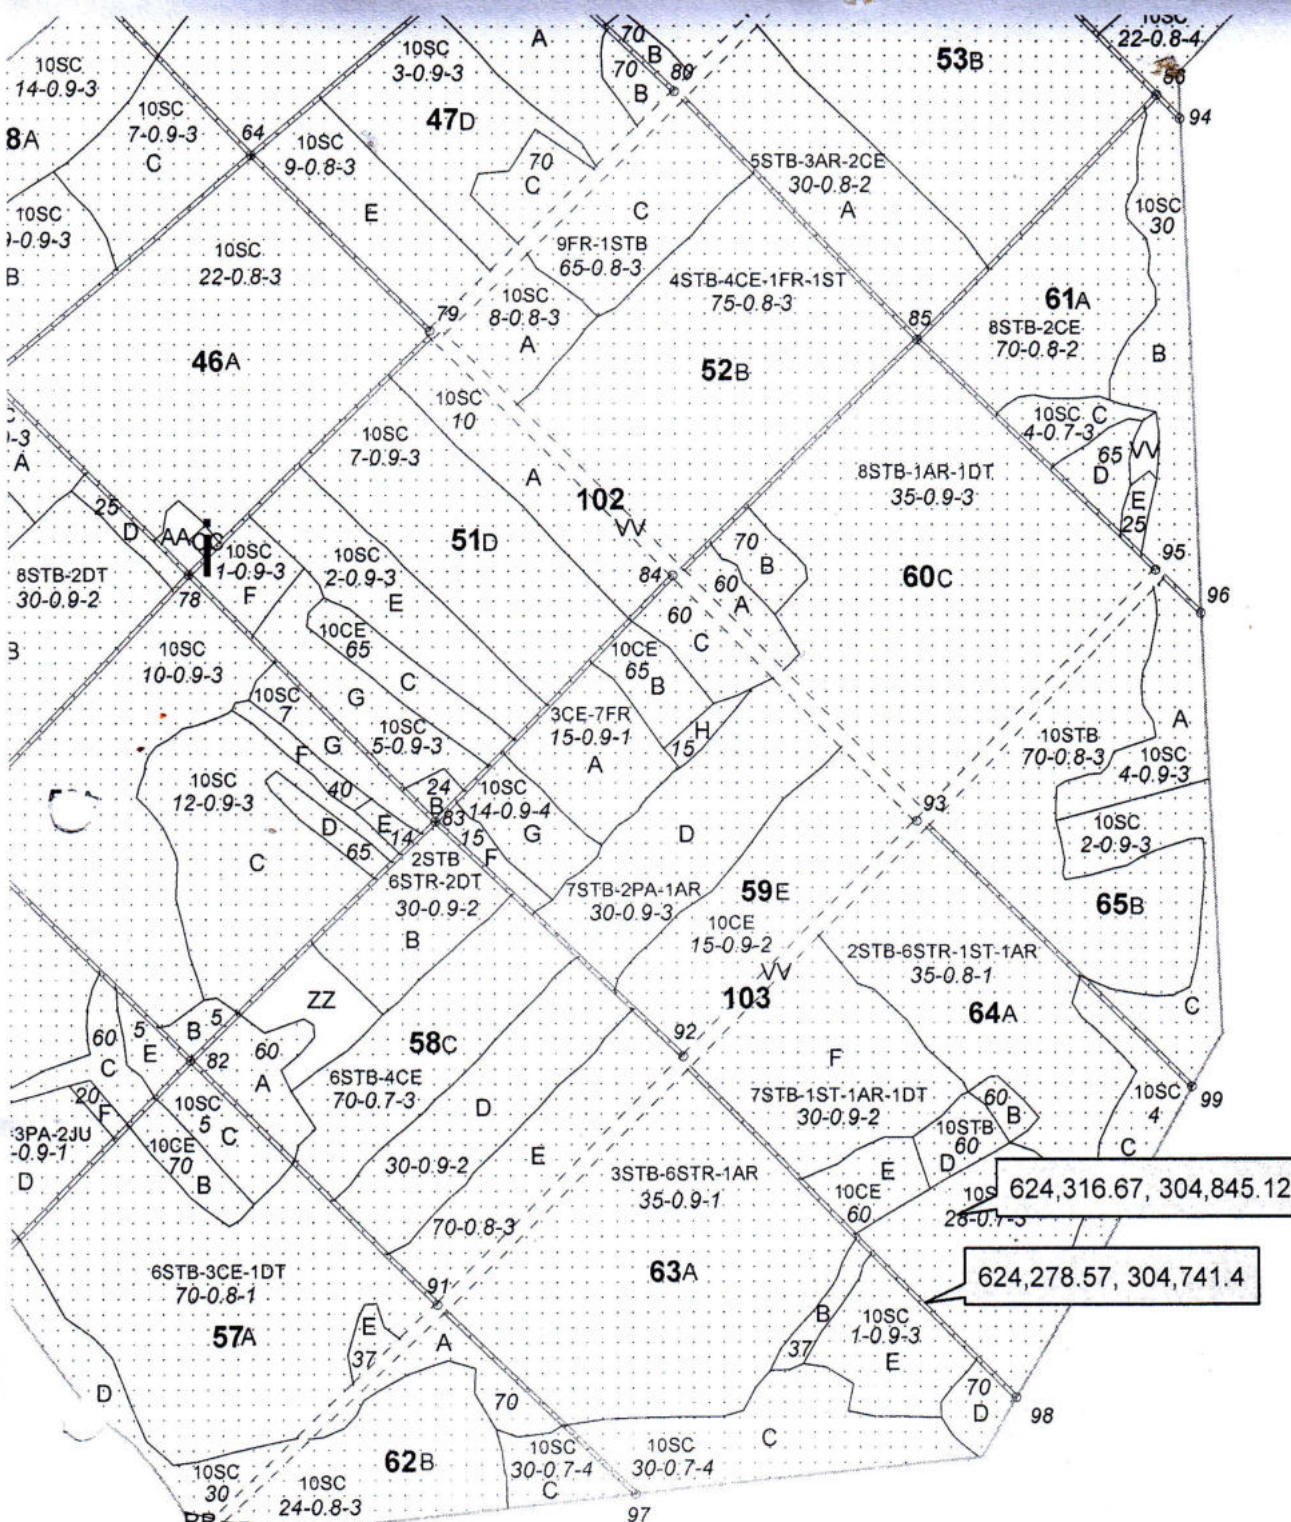 10SC
14-0.9-3
10SC
7-0.9-3
C
8A
64
10SC
3-0.9-3
47D
A
10SC
9-0.8-3
E
70
C
70
B
70
B
80
53B
10SC
22-0.8-4
86
94
10SC
-0.9-3
B
10SC
22-0.8-3
46A
79
C
9FR-1STB
65-0.8-3
10SC
8-0.8-3
A
5STB-3AR-2CE
30-0.8-2
A
4STB-4CE-1FR-1ST
75-0.8-3
52B
85
10SC
30
61A
8STB-2CE
70-0.8-2
B
10SC
4-0.7-3
C
65
D
VV
E
25
95
96
-3
A
25
D
AA
10SC
10
10SC
7-0.9-3
A
102
VV
8STB-1AR-1DT
35-0.9-3
60C
8STB-2DT
30-0.9-2
B
78
10SC
1-0.9-3
F
10SC
2-0.9-3
E
51D
84
70
B
60
A
60
C
10SC
10-0.9-3
10CE
65
C
G
10SC
5-0.9-3
10CE
65
B
H
15
3CE-7FR
15-0.9-1
A
10SC
7
G
F
40
10SC
12-0.9-3
C
D
65
E
14
24
B
83
15
F
10SC
14-0.9-4
G
D
10STB
70-0.8-3
A
10SC
4-0.9-3
93
10SC
2-0.9-3
65B
C
2STB
6STR-2DT
30-0.9-2
B
7STB-2PA-1AR
30-0.9-3
59E
10CE
15-0.9-2
VV
103
2STB-6STR-1ST-1AR
35-0.8-1
64A
ZZ
58C
92
F
60
C
5
E
B
5
82
60
A
6STB-4CE
70-0.7-3
D
7STB-1ST-1AR-1DT
30-0.9-2
60
B
10SC
4
99
C
20
F
3PA-2JU
-0.9-1
D
10SC
5
C
10CE
70
B
30-0.9-2
E
3STB-6STR-1AR
35-0.9-1
E
10STB
60
D
10CE
60
28-0.7-3
624,316.67, 304,845.12
70-0.8-3
624,278.57, 304,741.4
6STB-3CE-1DT
70-0.8-1
57A
91
63A
E
37
A
B
37
10SC
1-0.9-3
E
D
70
70
D
98
10SC
30
10SC
24-0.8-3
62B
10SC
30-0.7-4
C
10SC
30-0.7-4
C
97